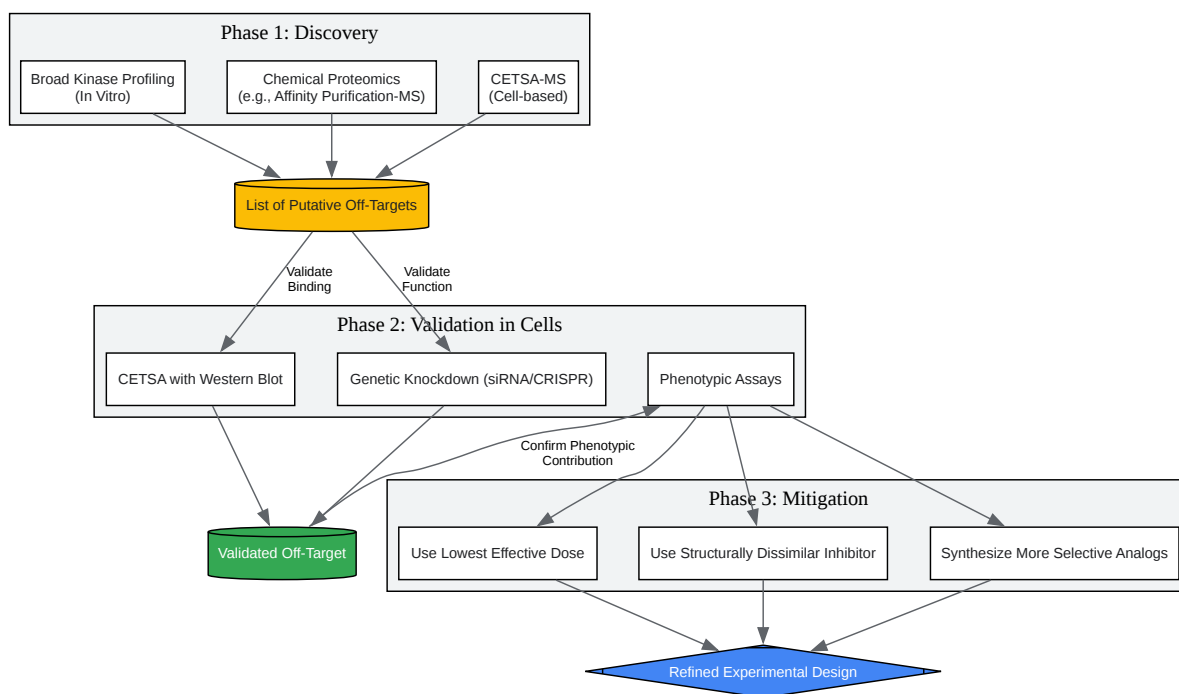 Phase 1: Discovery
Broad Kinase Profiling
(In Vitro)
Chemical Proteomics
(e.g., Affinity Purification-MS)
CETSA-MS
(Cell-based)
List of Putative Off-Targets
Validate
Binding
Validate
Function
Phase 2: Validation in Cells
CETSA with Western Blot
Genetic Knockdown (siRNA/CRISPR)
Phenotypic Assays
Confirm Phenotypic
Contribution
Phase 3: Mitigation
Validated Off-Target
Use Lowest Effective Dose
Use Structurally Dissimilar Inhibitor
Synthesize More Selective Analogs
Refined Experimental Design